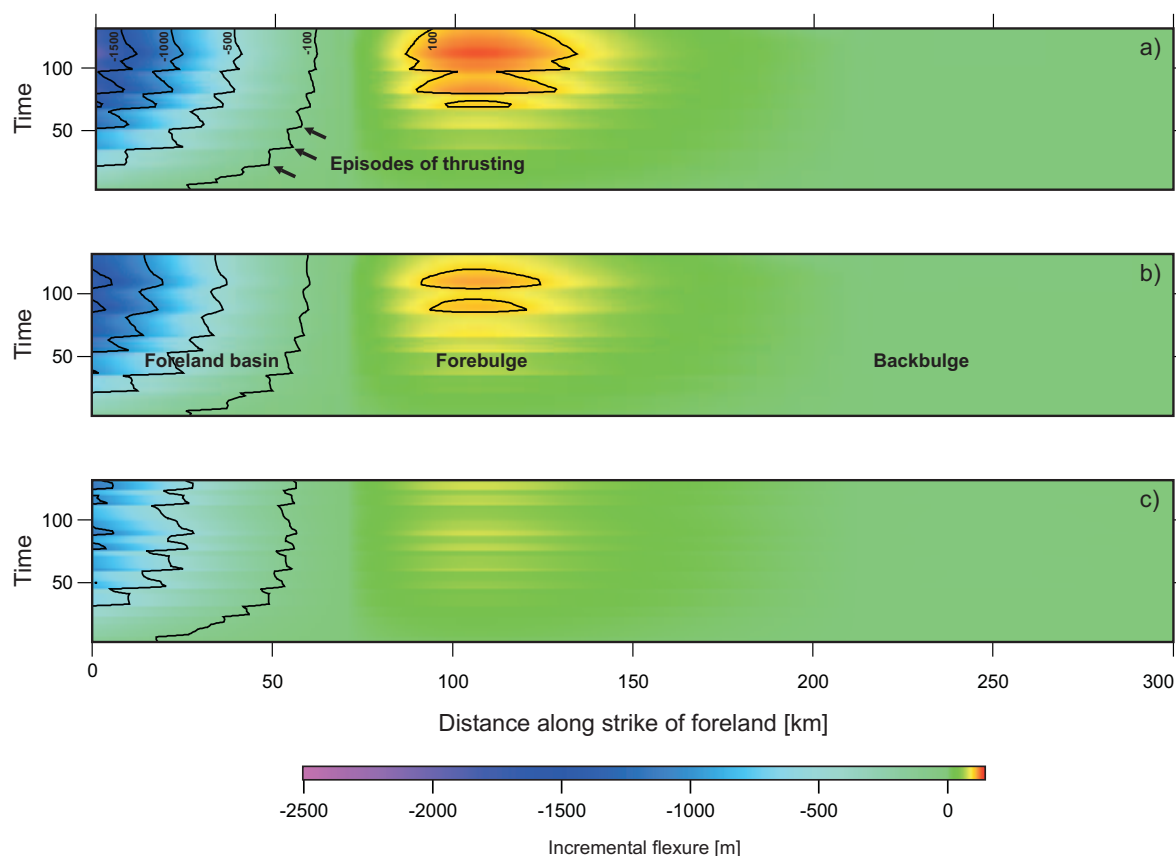 -1500 -1000 -500 -100 100 a)
100
Time
50
Episodes of thrusting
b)
100
Time
50
Foreland basin Forebulge Backbulge
c)
100
Time
50
0 50 100 150 200 250 300
Distance along strike of foreland [km]
-2500 -2000 -1500 -1000 -500 0
Incremental flexure [m]